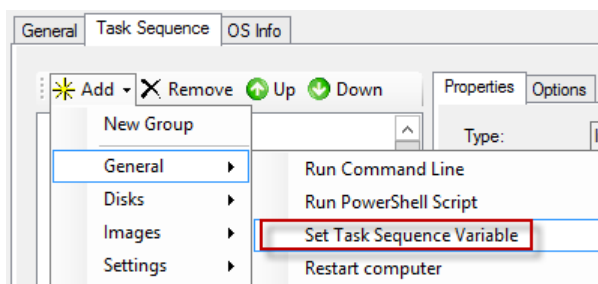 General Task Sequence OS Info
Add Remove Up Down
Properties Options
New Group
Type:
General
Run Command Line
Disks
Run PowerShell Script
Images
Set Task Sequence Variable
Settings
Restart computer